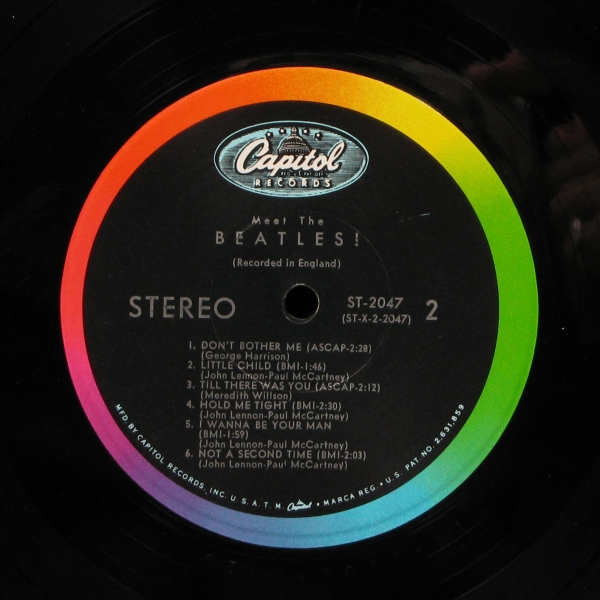 Capitol
REG. U.S. PAT. OFF.
RECORDS
Meet The
BEATLES!
(Recorded in England)
STEREO
ST-2047
(ST-X-2-2047)
2
1. DON'T BOTHER ME (ASCAP-2:28)
(George Harrison)
2. LITTLE CHILD (BMI-1:46)
(John Lennon-Paul McCartney)
3. TILL THERE WAS YOU (ASCAP-2:12)
(Meredith Willson)
4. HOLD ME TIGHT (BMI-2:30)
(John Lennon-Paul McCartney)
5. I WANNA BE YOUR MAN
(BMI-1:59)
(John Lennon-Paul McCartney)
6. NOT A SECOND TIME (BMI-2:03)
(John Lennon-Paul McCartney)
MFD. BY CAPITOL RECORDS, INC. U.S.A. T.M. Capitol • MARCA REG. • U.S. PAT. NO. 2,631,859